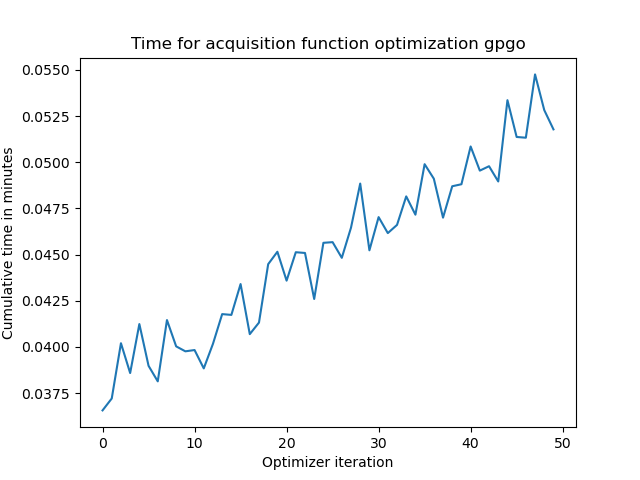 Time for acquisition function optimization gpgo
Cumulative time in minutes
0.0550
0.0525
0.0500
0.0475
0.0450
0.0425
0.0400
0.0375
0 10 20 30 40 50
Optimizer iteration